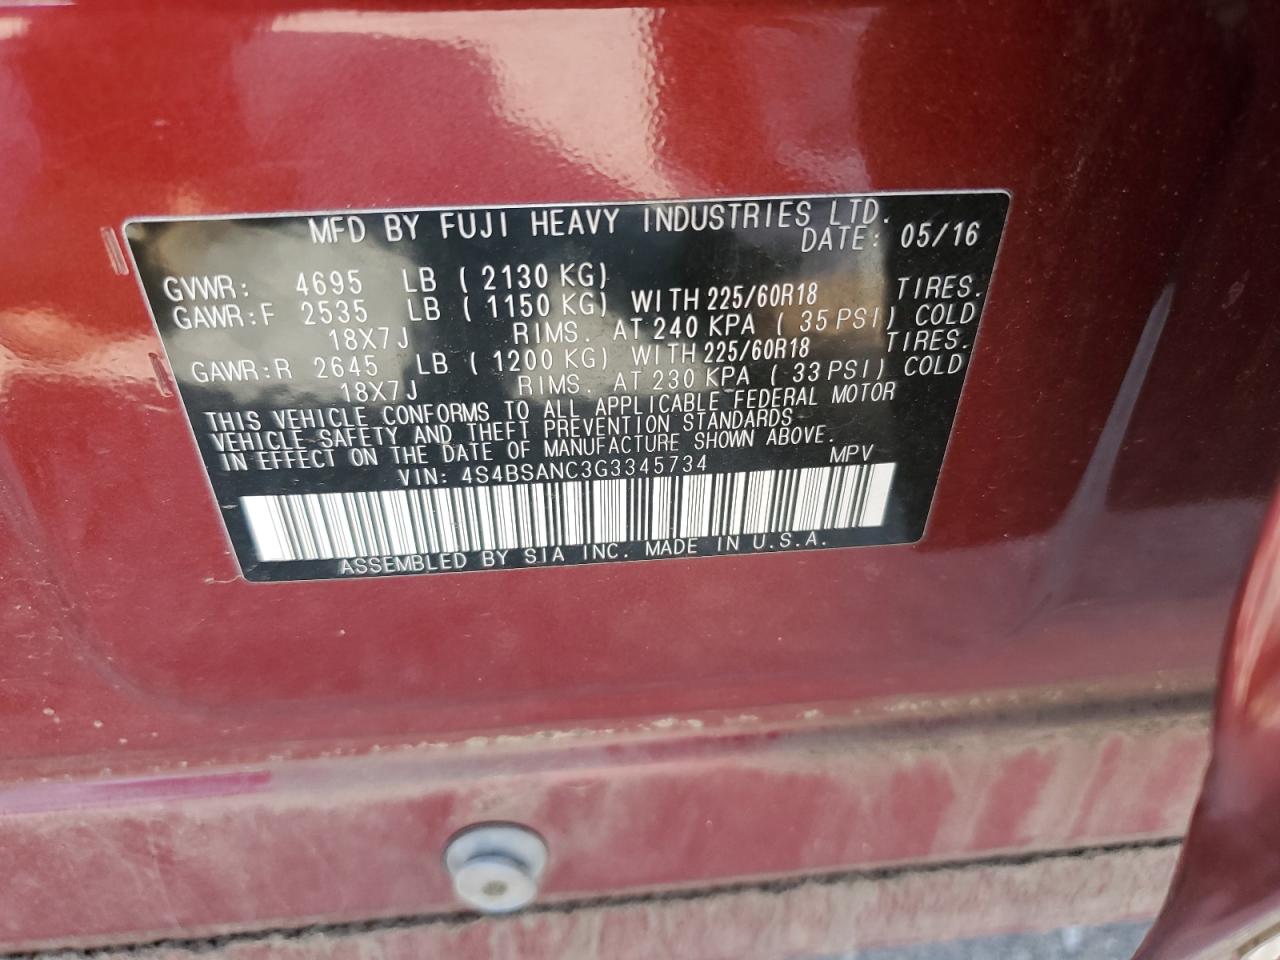 MFD BY FUJI HEAVY INDUSTRIES LTD.
DATE: 05/16
GVWR: 4695 LB ( 2130 KG)
GAWR:F 2535 LB ( 1150 KG) WITH 225/60R18 TIRES.
18X7J RIMS. AT 240 KPA ( 35 PSI) COLD
GAWR:R 2645 LB ( 1200 KG) WITH 225/60R18 TIRES.
18X7J RIMS. AT 230 KPA ( 33 PSI) COLD
THIS VEHICLE CONFORMS TO ALL APPLICABLE FEDERAL MOTOR
VEHICLE SAFETY AND THEFT PREVENTION STANDARDS
IN EFFECT ON THE DATE OF MANUFACTURE SHOWN ABOVE.
VIN: 4S4BSANC3G3345734 MPV
ASSEMBLED BY SIA INC. MADE IN U.S.A.